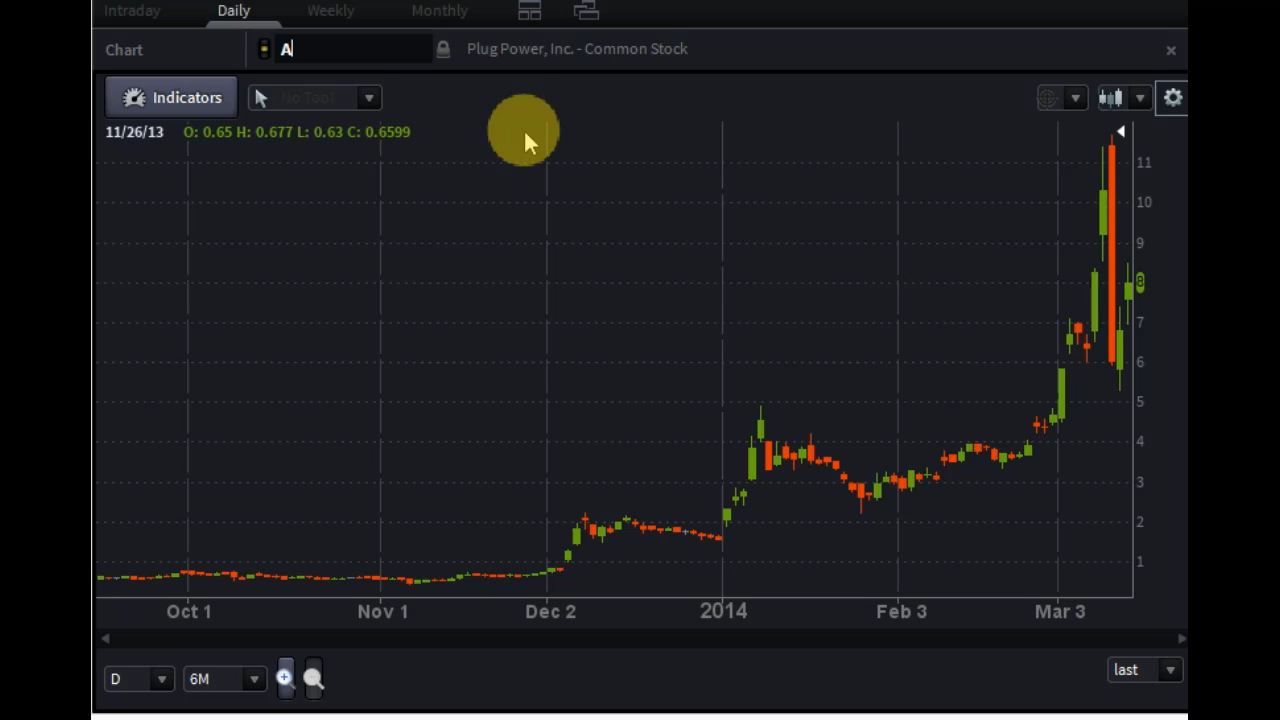 Intraday Daily Weekly Monthly
Chart A Plug Power, Inc. - Common Stock
Indicators No Tool
11/26/13 O: 0.65 H: 0.677 L: 0.63 C: 0.6599
11
10
9
8
7
6
5
4
3
2
1
Oct 1 Nov 1 Dec 2 2014 Feb 3 Mar 3
D 6M last